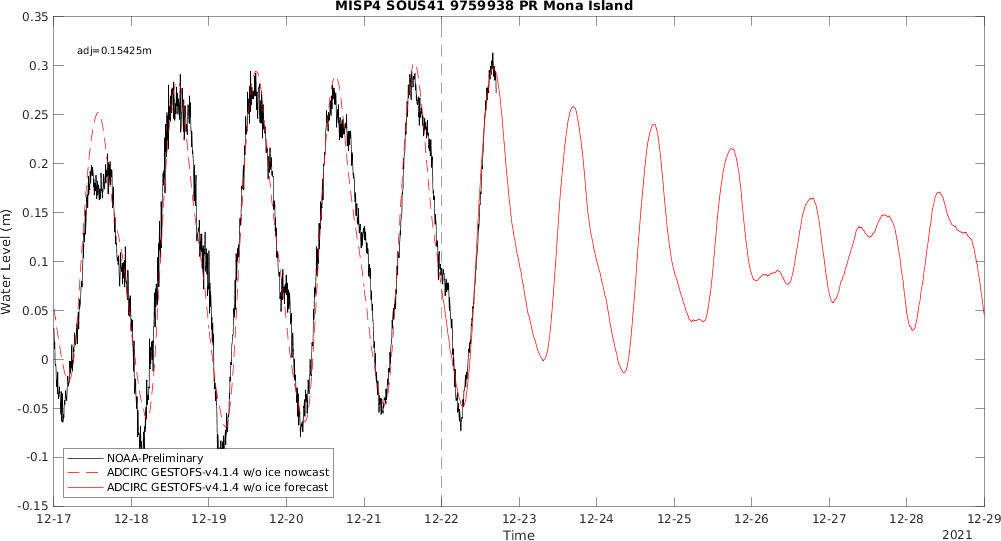 MISP4 SOUS41 9759938 PR Mona Island
adj=0.15425m
0.35
0.3
0.25
0.2
0.15
0.1
0.05
0
-0.05
-0.1
-0.15
Water Level (m)
NOAA-Preliminary
ADCIRC GESTOFS-v4.1.4 w/o ice nowcast
ADCIRC GESTOFS-v4.1.4 w/o ice forecast
12-17 12-18 12-19 12-20 12-21 12-22 12-23 12-24 12-25 12-26 12-27 12-28 12-29
Time
2021